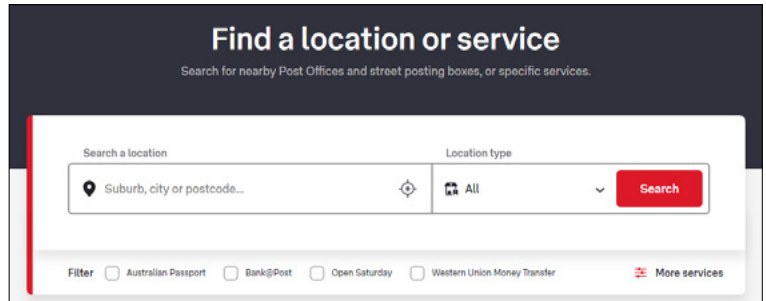 Find a location or service
Search for nearby Post Offices and street posting boxes, or specific services.
Search a location
Location type
Suburb, city or postcode...
All
Search
Filter
Australian Passport
Bank@Post
Open Saturday
Western Union Money Transfer
More services